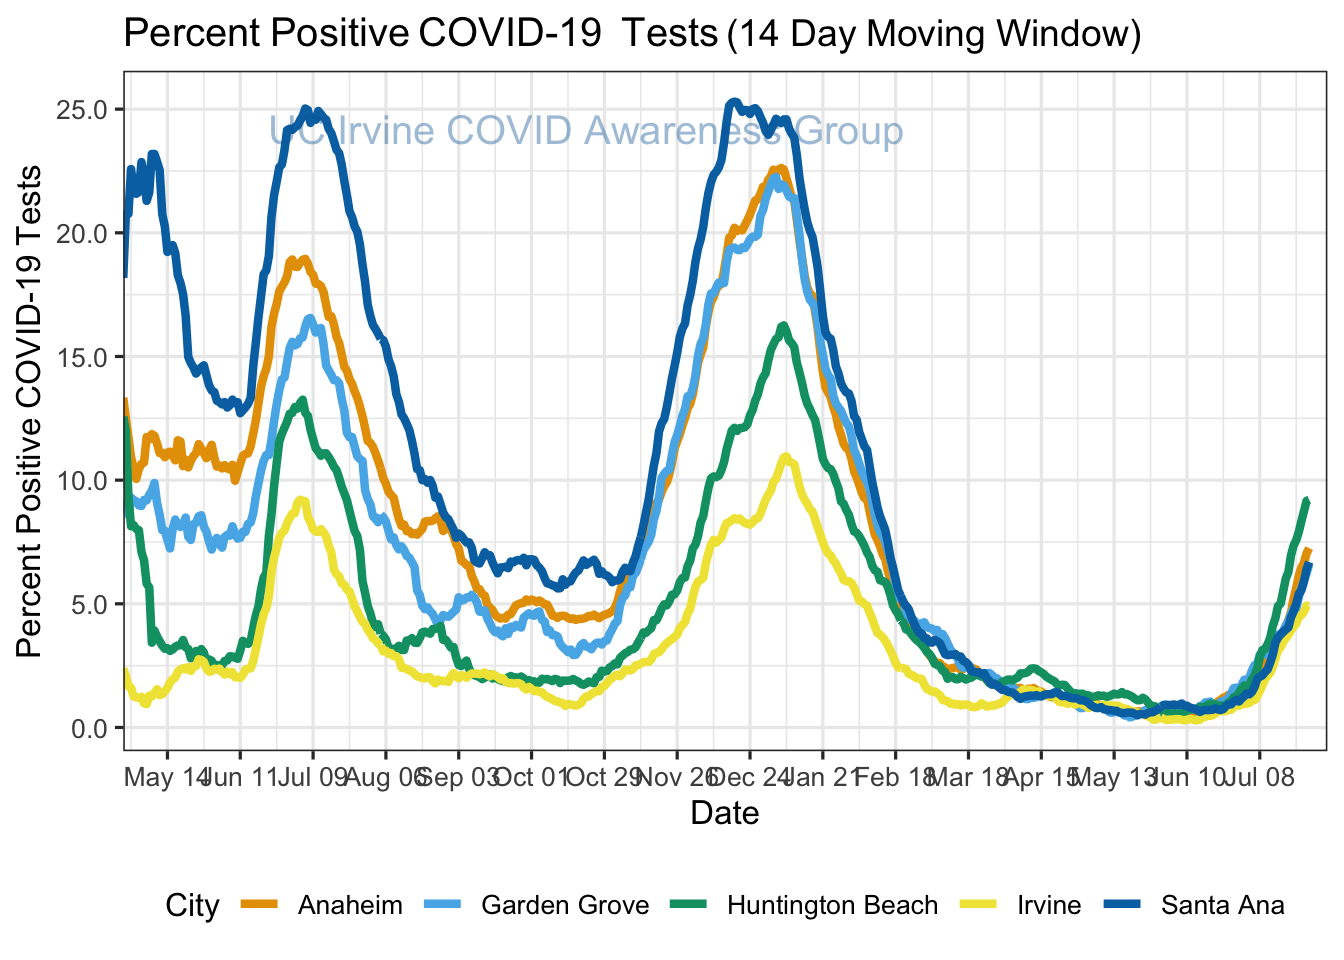 Percent Positive COVID-19 Tests (14 Day Moving Window)
UC Irvine COVID Awareness Group
Percent Positive COVID-19 Tests
25.0
20.0
15.0
10.0
5.0
0.0
May 14 Jun 11 Jul 09 Aug 06 Sep 03 Oct 01 Oct 29 Nov 26 Dec 24 Jan 21 Feb 18 Mar 18 Apr 15 May 13 Jun 10 Jul 08
Date
City Anaheim Garden Grove Huntington Beach Irvine Santa Ana